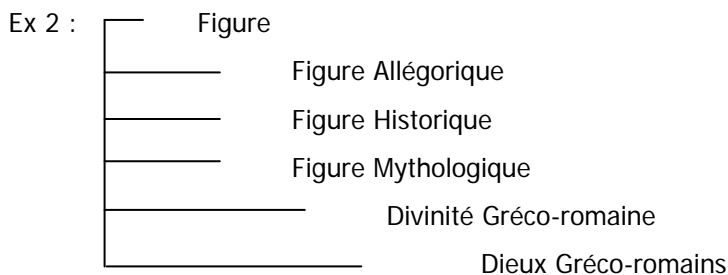 Ex 2 : Figure
Figure Allégorique
Figure Historique
Figure Mythologique
Divinité Gréco-romaine
Dieux Gréco-romains